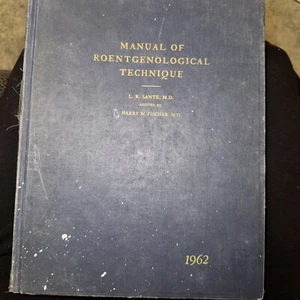 MANUAL OF
ROENTGENOLOGICAL
TECHNIQUE
L. R. SANTE, M.D.
HARRY W. FISCHER, M.D.
1962